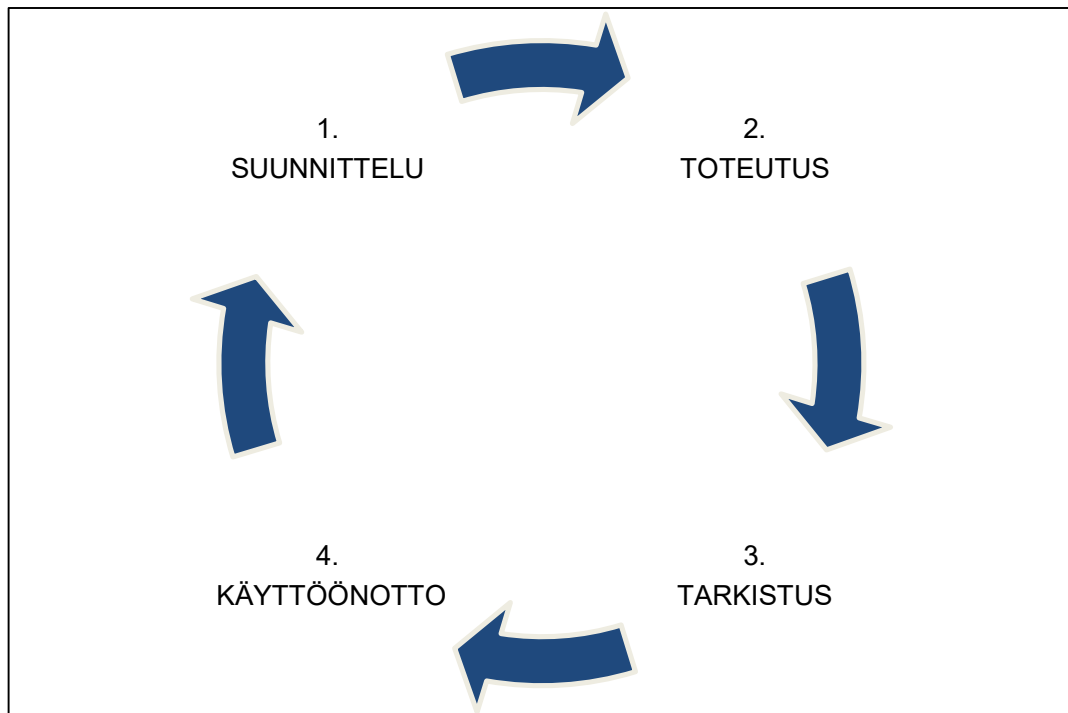 1.
SUUNNITTELU
2.
TOTEUTUS
3.
TARKISTUS
4.
KÄYTTÖÖNOTTO